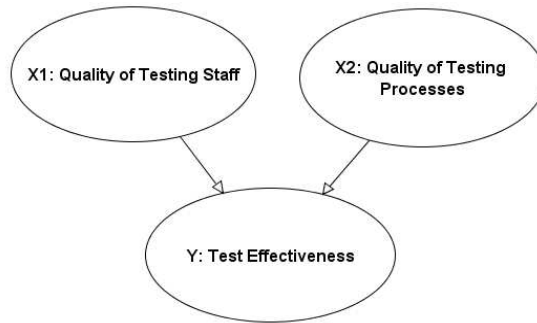 X1: Quality of Testing Staff
X2: Quality of Testing
Processes
Y: Test Effectiveness